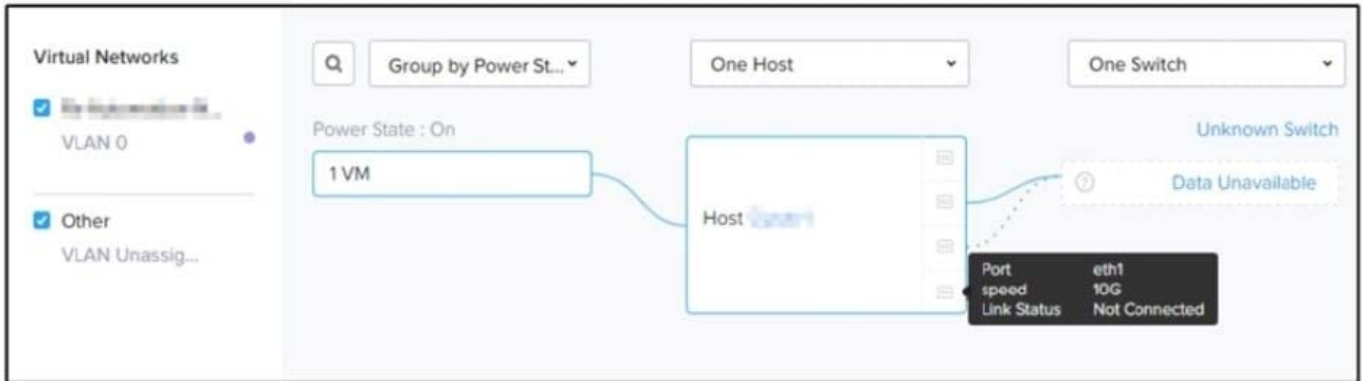 Virtual Networks
VLAN 0
Other
VLAN Unassig...
Group by Power St...
One Host
One Switch
Power State : On
1 VM
Host
Unknown Switch
Data Unavailable
Port eth1
speed 10G
Link Status Not Connected